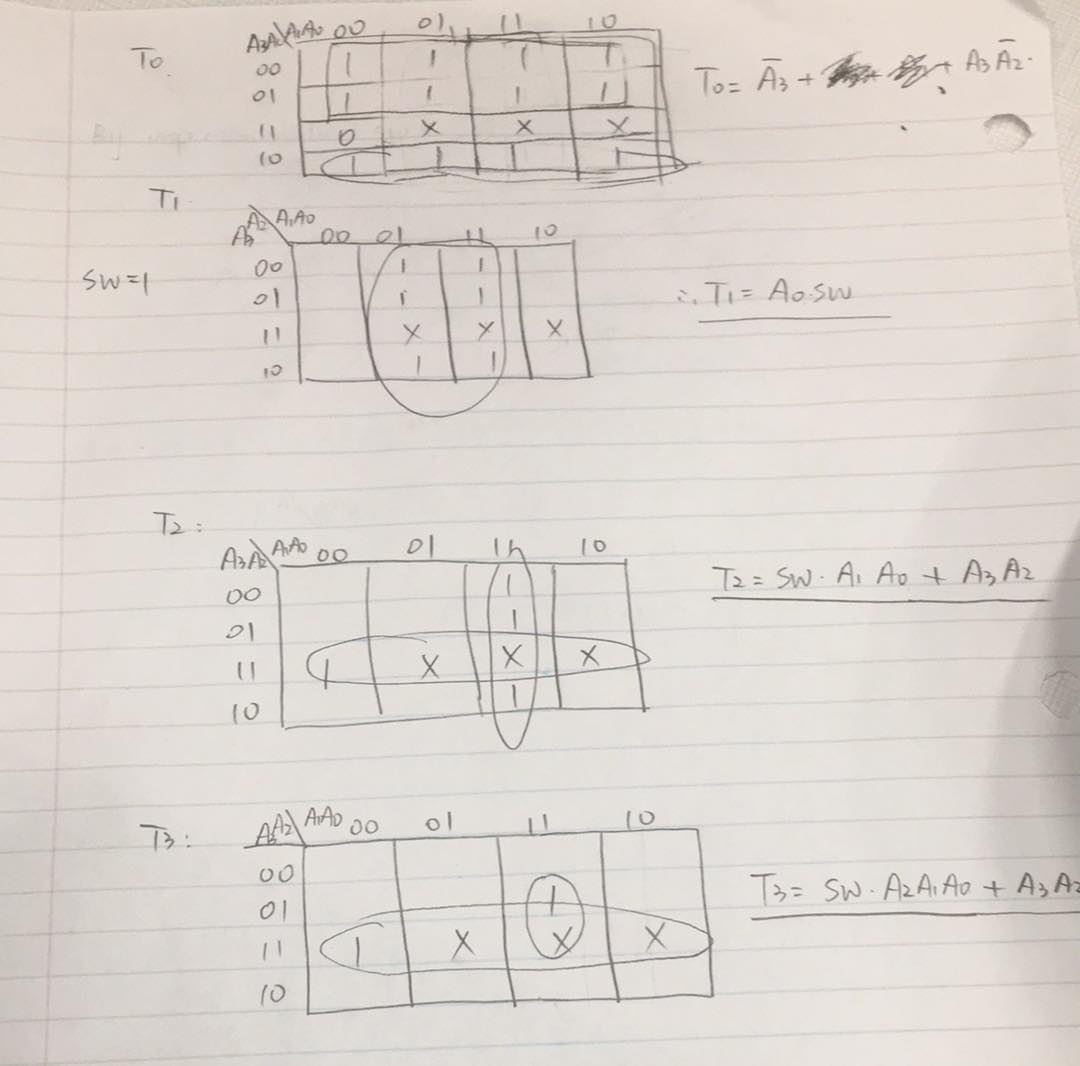 T0. A3A2\A1A0 00 01 11 10
00 1 1 1 1
01 1 1 1 1
11 0 X X X
10 1 1 1 1
T0 = A̅3 + + + A3A̅2.
By
T1
A3A2\A1A0 00 01 11 10
SW=1
00 1 1
01 1 1
11 X X X
10 1 1
∴ T1 = A0·SW
T2:
A3A2\A1A0 00 01 11 10
00 1
01 1
11 1 X X X
10 1
T2 = SW · A1 A0 + A3 A2
T3: A3A2\A1A0 00 01 11 10
00
01 1
11 1 X X X
10
T3 = SW · A2A1A0 + A3 A2